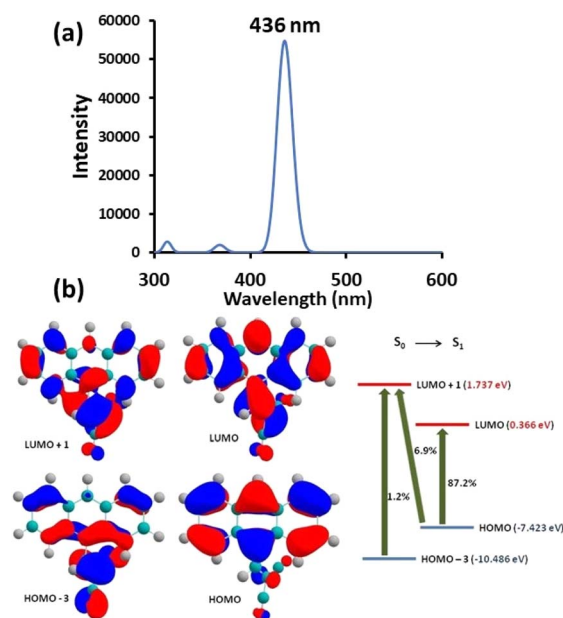 (a)
436 nm
Intensity
60000
50000
40000
30000
20000
10000
0
300
400
500
600
Wavelength (nm)
(b)
LUMO + 1
LUMO
HOMO - 3
HOMO
S0 → S1
LUMO + 1 (1.737 eV)
LUMO (0.366 eV)
6.9%
87.2%
1.2%
HOMO (-7.423 eV)
HOMO – 3 (-10.486 eV)